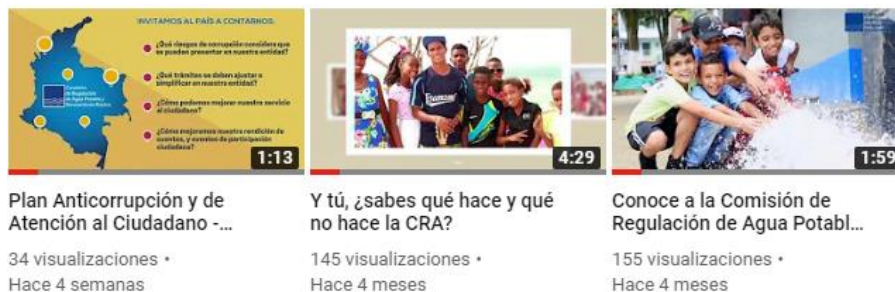 INVITAMOS AL PAÍS A CONTARNOS:
¿Qué riesgos de corrupción considera que
se pueden presentar en nuestra entidad?
¿Qué trámites se deben ajustar o
simplificar en nuestra entidad?
¿Cómo podemos mejorar nuestro servicio
al ciudadano?
¿Cómo mejoramos nuestra rendición de
cuentas, y eventos de participación
ciudadana?
1:13
4:29
1:59
Plan Anticorrupción y de
Atención al Ciudadano -...
34 visualizaciones •
Hace 4 semanas
Y tú, ¿sabes qué hace y qué
no hace la CRA?
145 visualizaciones •
Hace 4 meses
Conoce a la Comisión de
Regulación de Agua Potabl...
155 visualizaciones •
Hace 4 meses